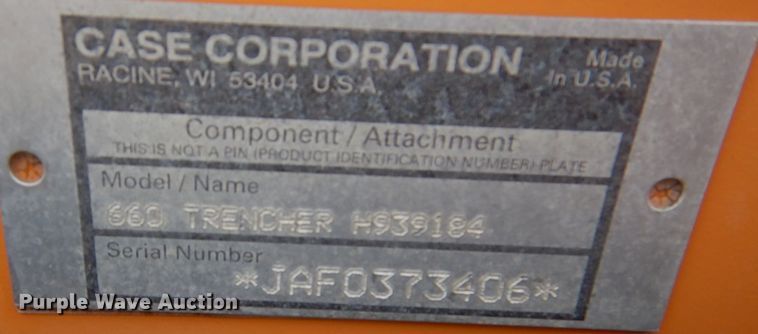 CASE CORPORATION
RACINE, WI 53404 U.S.A.
Made
In U.S.A.
Component / Attachment
THIS IS NOT A PIN (PRODUCT IDENTIFICATION NUMBER) PLATE
Model / Name
660 TRENCHER H939184
Serial Number
*JAF0373406*
Purple Wave Auction